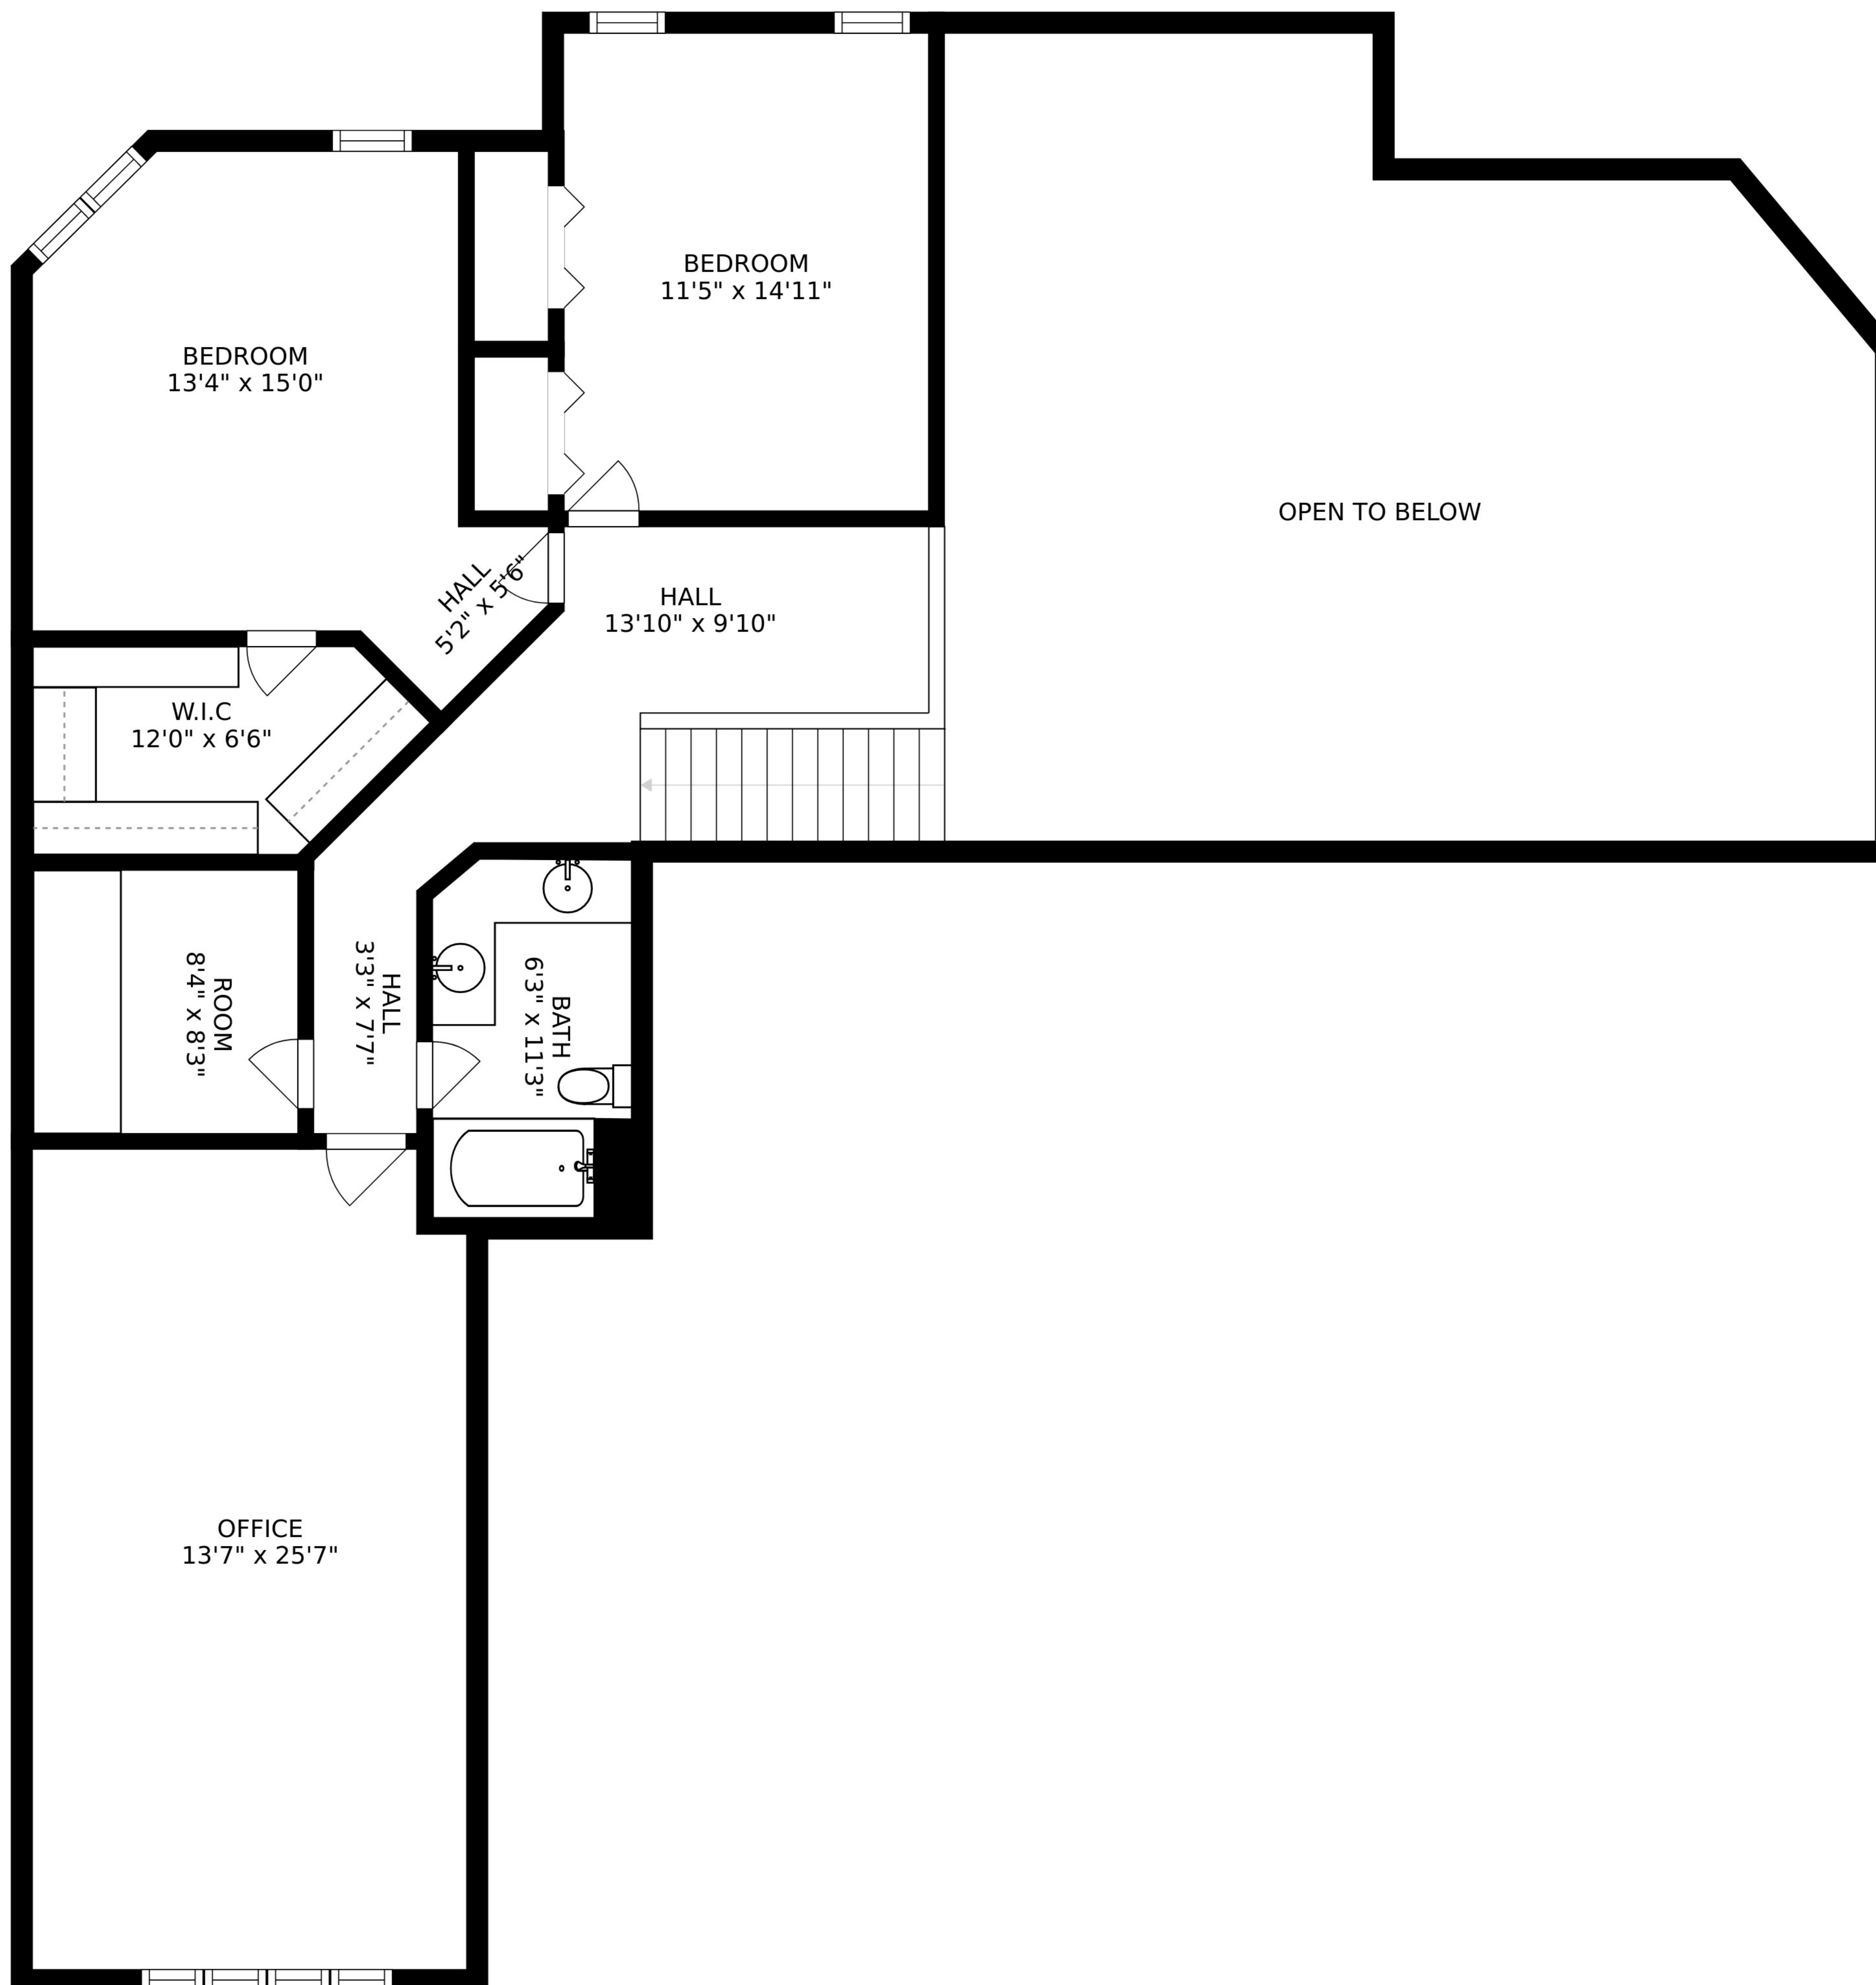 BEDROOM
11'5" x 14'11"
BEDROOM
13'4" x 15'0"
OPEN TO BELOW
HALL
5'2" x 5'6"
HALL
13'10" x 9'10"
W.I.C
12'0" x 6'6"
ROOM
8'4" x 8'3"
HALL
3'3" x 7'7"
BATH
6'3" x 11'3"
OFFICE
13'7" x 25'7"